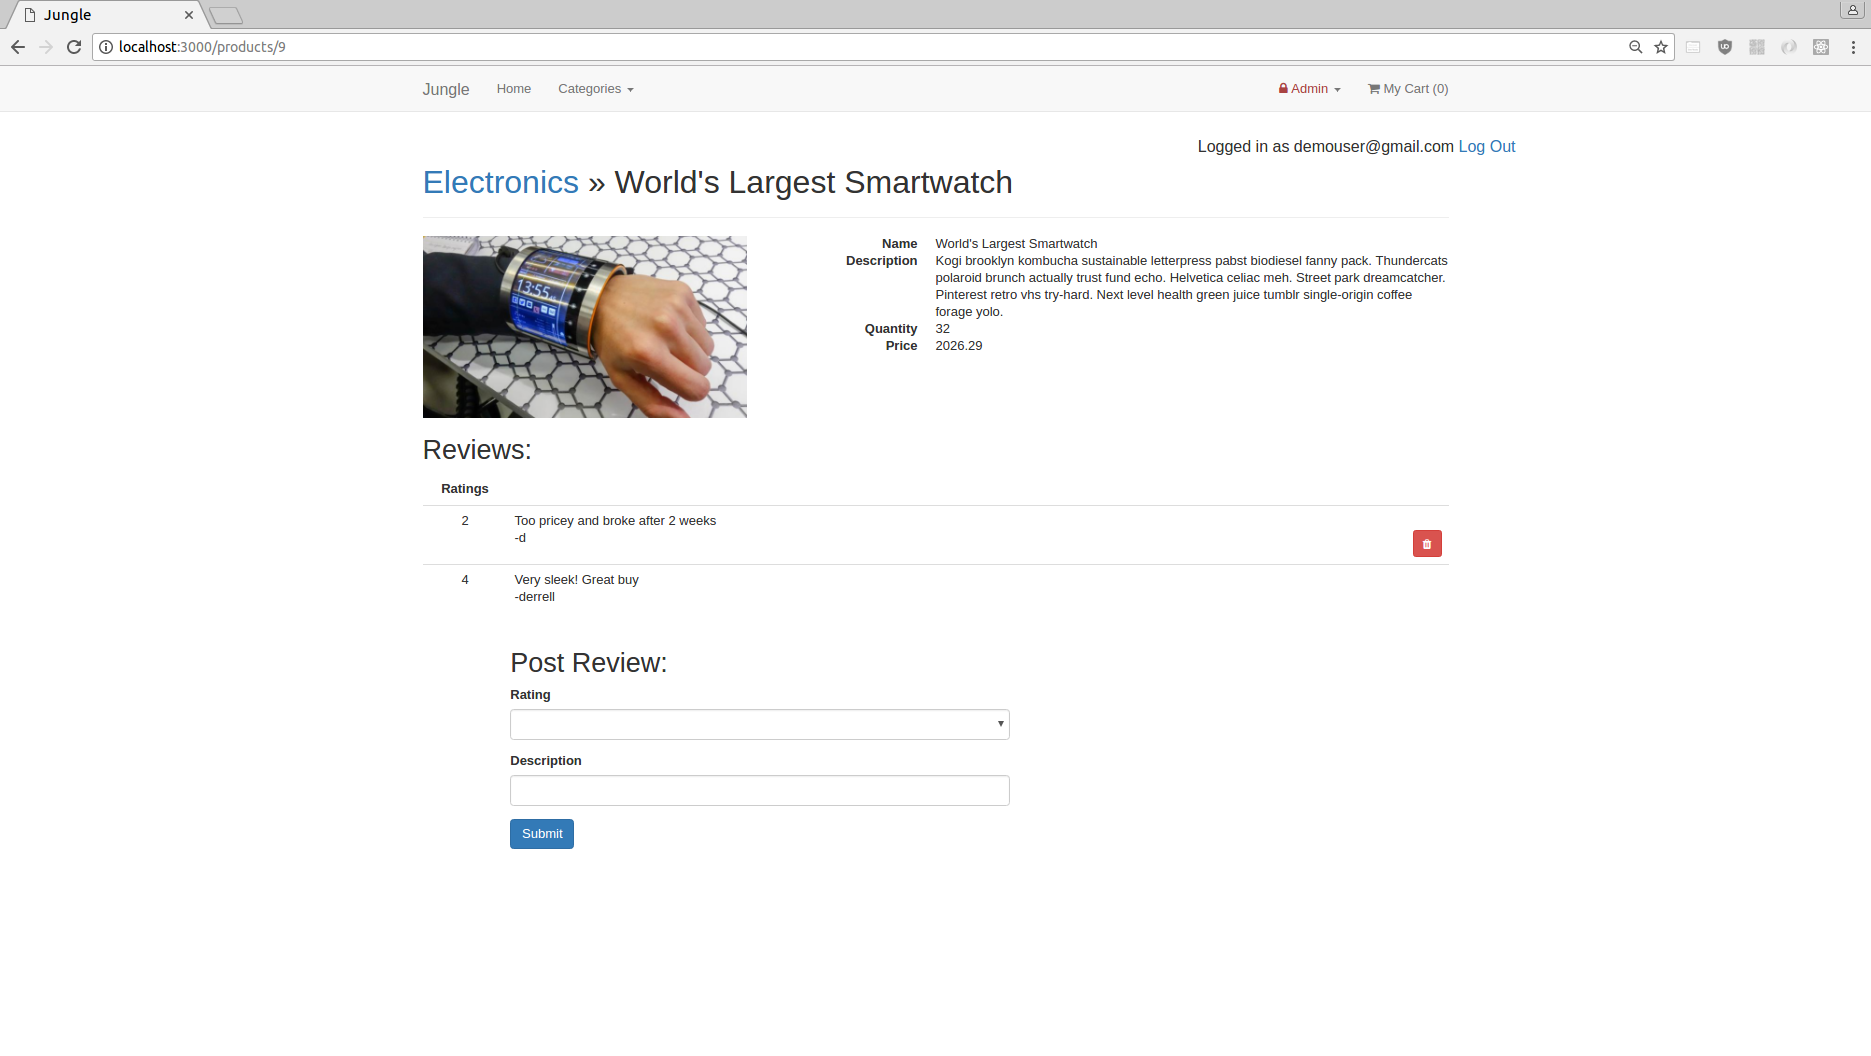 Jungle
localhost:3000/products/9
Jungle Home Categories Admin My Cart (0)
Logged in as demouser@gmail.com Log Out
Electronics » World's Largest Smartwatch
13:55
Name World's Largest Smartwatch
Description Kogi brooklyn kombucha sustainable letterpress pabst biodiesel fanny pack. Thundercats
polaroid brunch actually trust fund echo. Helvetica celiac meh. Street park dreamcatcher.
Pinterest retro vhs try-hard. Next level health green juice tumblr single-origin coffee
forage yolo.
Quantity 32
Price 2026.29
Reviews:
Ratings
2 Too pricey and broke after 2 weeks
-d
4 Very sleek! Great buy
-derrell
Post Review:
Rating
Description
Submit